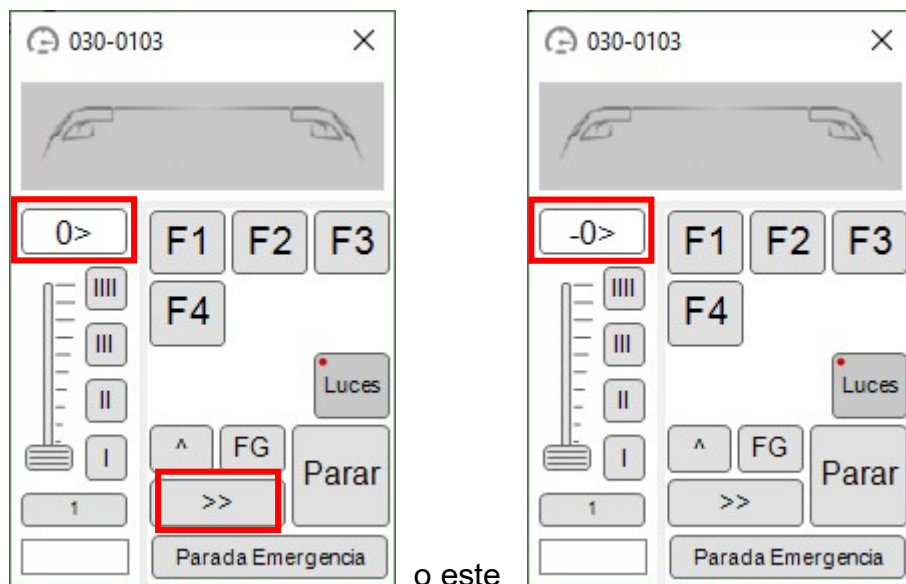 030-0103 ×
0>
F1 F2 F3
IIII
F4
III
Luces
II
^ FG
I
Parar
>>
1
Parada Emergencia
o este
030-0103 ×
-0>
F1 F2 F3
IIII
F4
III
Luces
II
^ FG
I
Parar
>>
1
Parada Emergencia